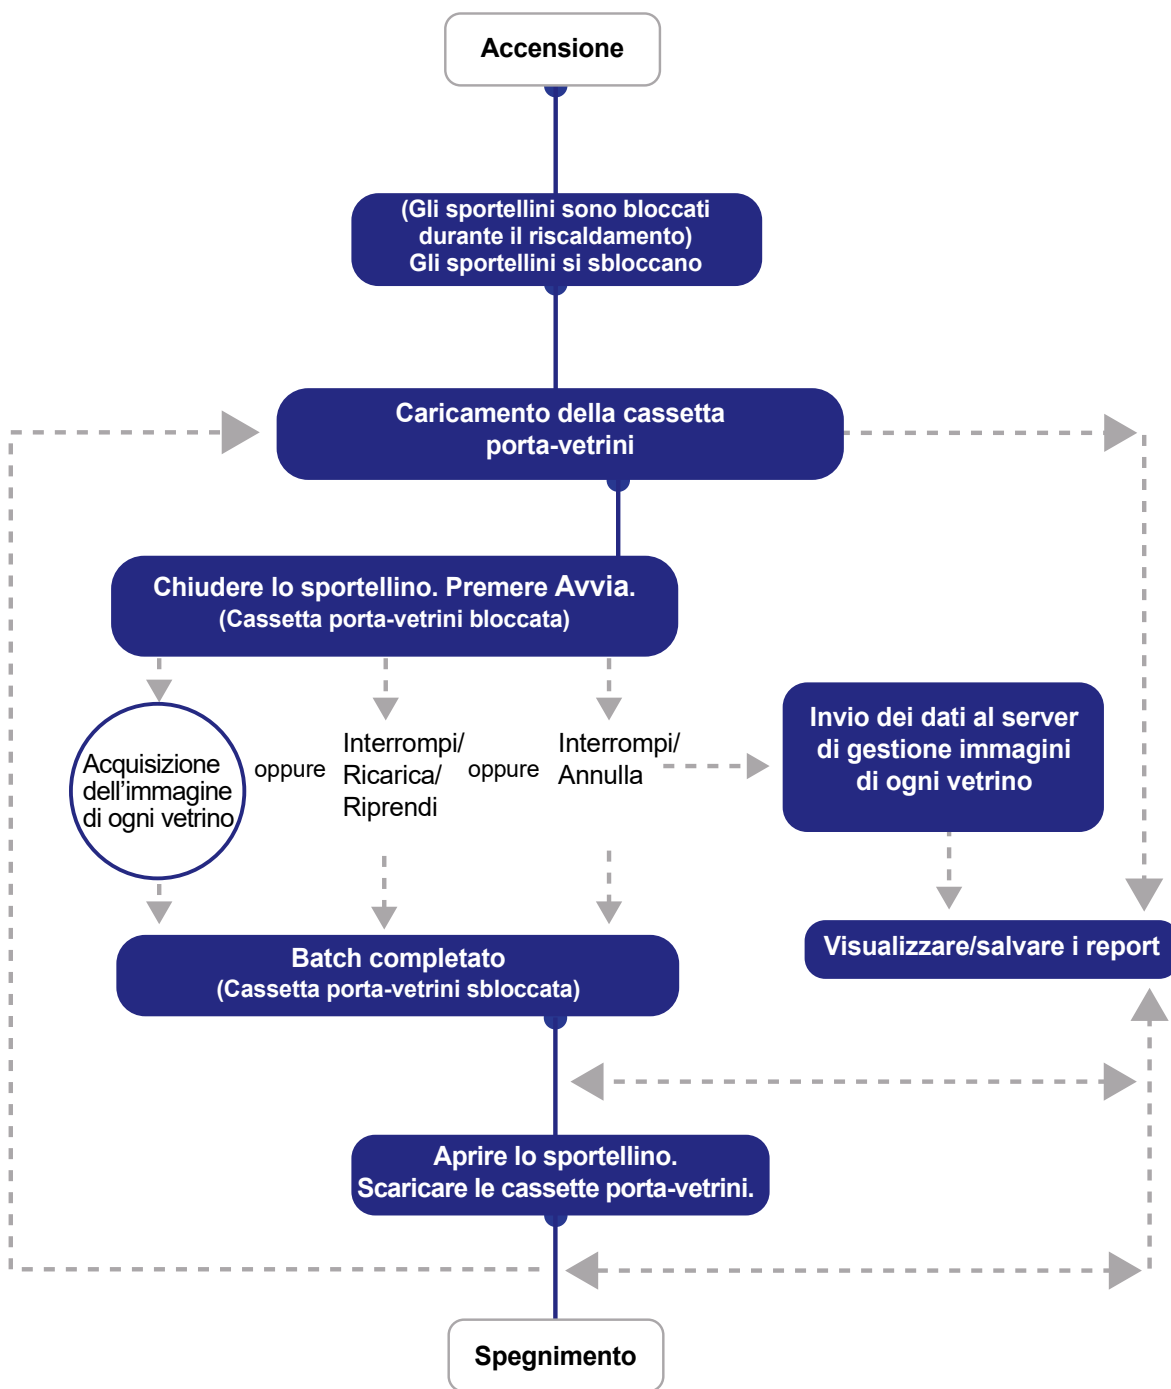 Accensione
(Gli sportellini sono bloccati
durante il riscaldamento)
Gli sportellini si sbloccano
Caricamento della cassetta
porta-vetrini
Chiudere lo sportellino. Premere Avvia.
(Cassetta porta-vetrini bloccata)
Acquisizione
dell’immagine
di ogni vetrino
oppure
Interrompi/
Ricarica/
Riprendi
oppure
Interrompi/
Annulla
Invio dei dati al server
di gestione immagini
di ogni vetrino
Batch completato
(Cassetta porta-vetrini sbloccata)
Visualizzare/salvare i report
Aprire lo sportellino.
Scaricare le cassette porta-vetrini.
Spegnimento